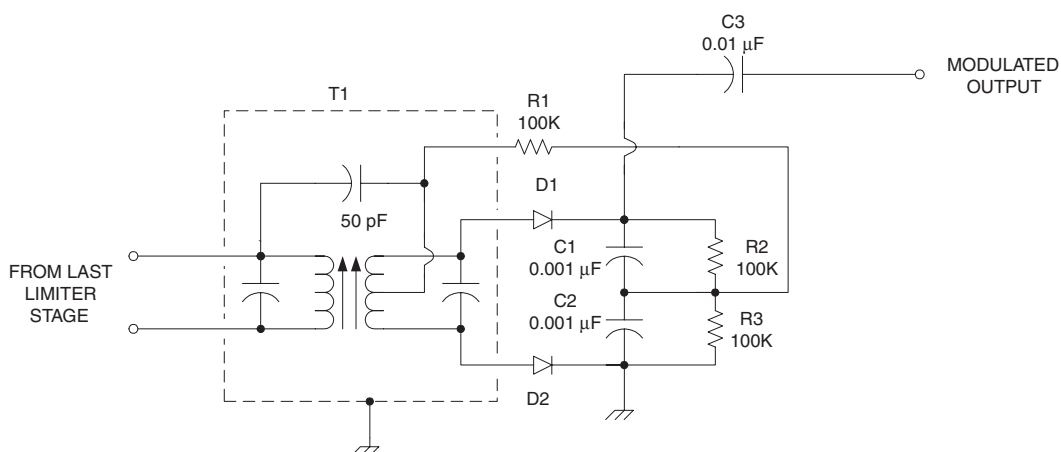 C3
0.01 µF
MODULATED
OUTPUT
T1
R1
100K
D1
50 pF
C1
0.001 µF
R2
100K
FROM LAST
LIMITER
STAGE
C2
0.001 µF
R3
100K
D2